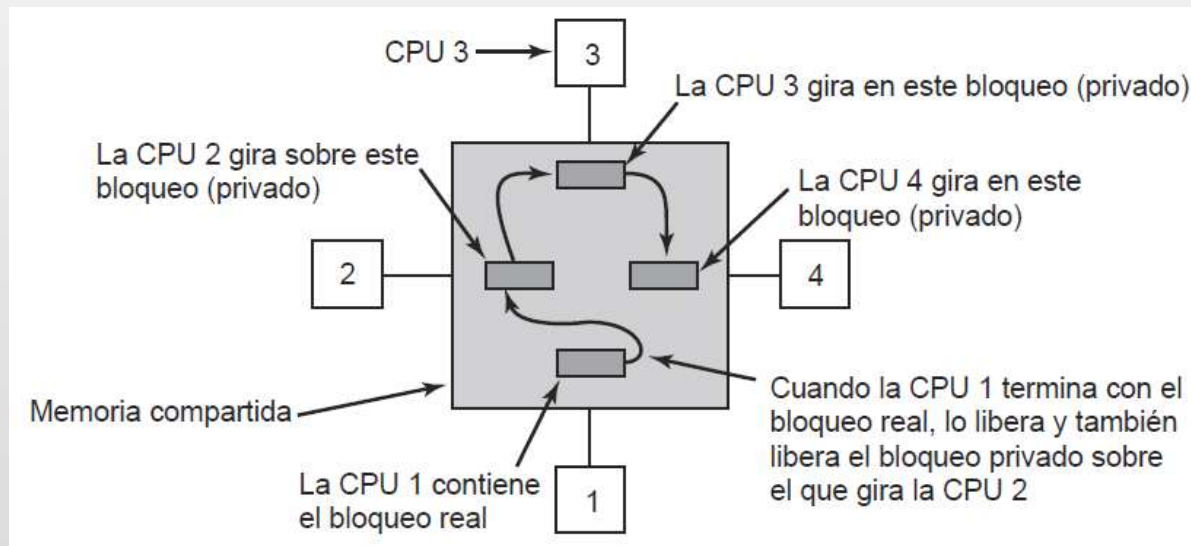 CPU 3
3
La CPU 3 gira en este bloqueo (privado)
La CPU 2 gira sobre este
bloqueo (privado)
La CPU 4 gira en este
bloqueo (privado)
2
4
Memoria compartida
Cuando la CPU 1 termina con el
bloqueo real, lo libera y también
libera el bloqueo privado sobre
el que gira la CPU 2
La CPU 1 contiene
el bloqueo real
1